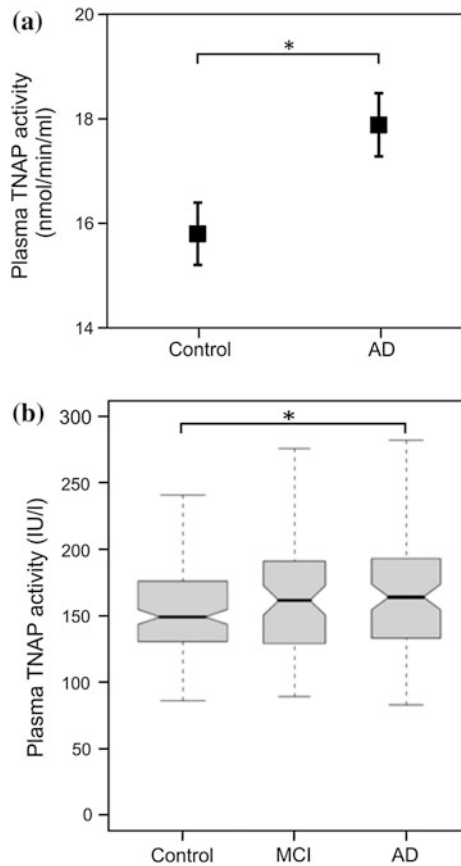 (a)
Plasma TNAP activity
(nmol/min/ml)
20
18
16
14
*
Control AD
(b)
Plasma TNAP activity (IU/l)
300
250
200
150
100
50
0
*
Control MCI AD